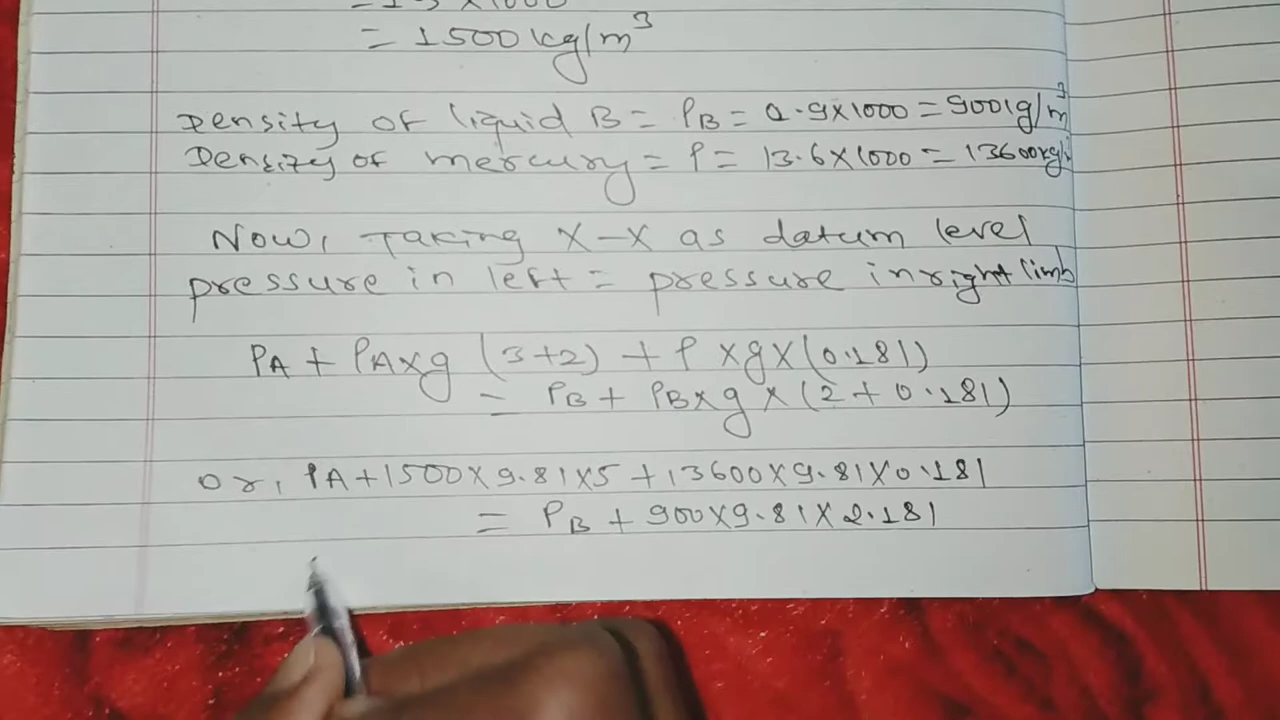 = 1500 kg/m³
Density of liquid B = ρB = 0.9×1000 = 900kg/m³
Density of mercury = ρ = 13.6×1000 = 13600kg/
Now, Taking X-X as datum level
pressure in left = pressure in right limb
PA + ρA×g (3+2) + ρ×g×(0.181)
= PB + ρB×g×(2+0.181)
or, PA+1500×9.81×5+13600×9.81×0.181
= PB + 900×9.81×2.181